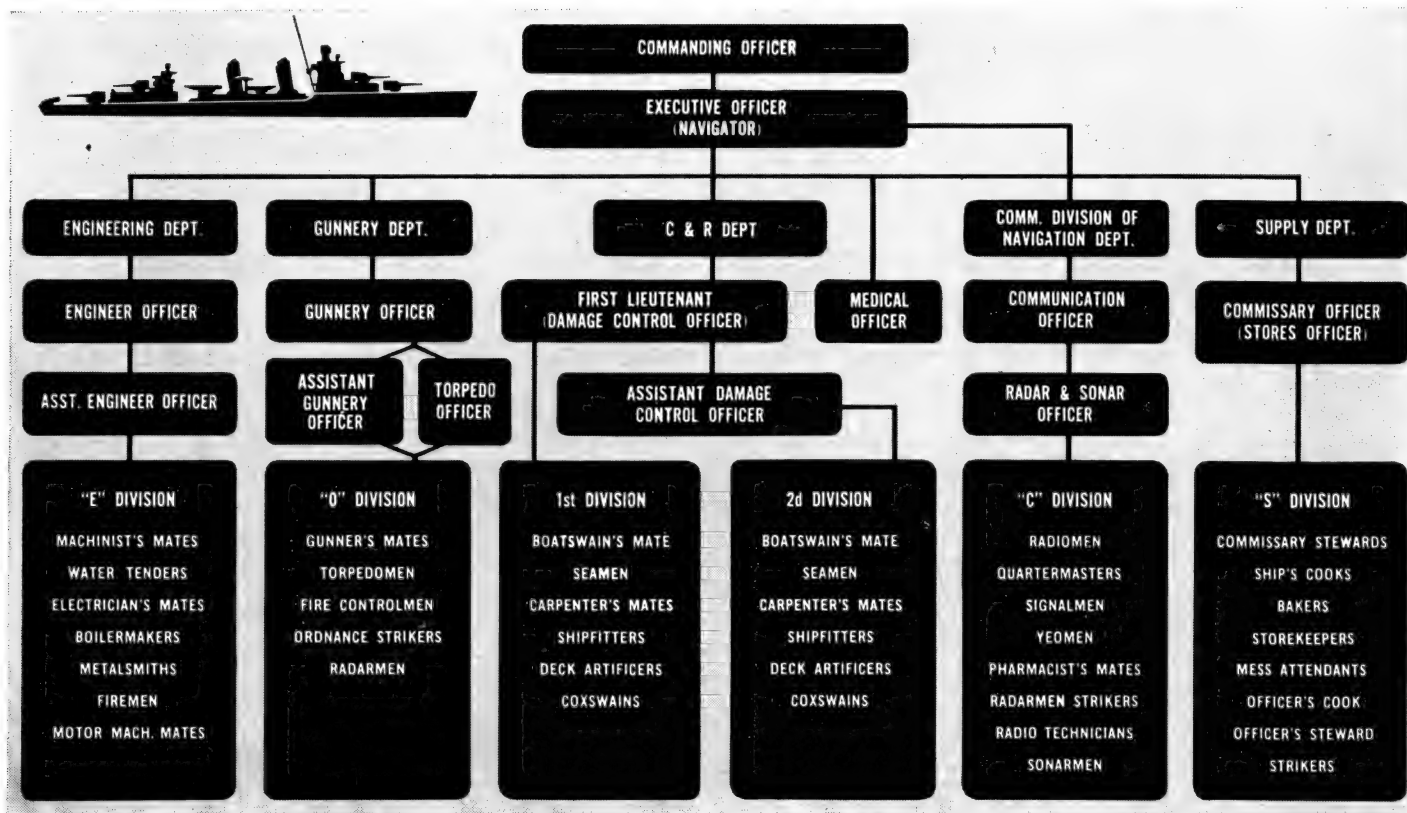 COMMANDING OFFICER
EXECUTIVE OFFICER
(NAVIGATOR)
ENGINEERING DEPT.
GUNNERY DEPT.
C & R DEPT
COMM. DIVISION OF
NAVIGATION DEPT.
SUPPLY DEPT.
ENGINEER OFFICER
GUNNERY OFFICER
FIRST LIEUTENANT
(DAMAGE CONTROL OFFICER)
MEDICAL
OFFICER
COMMUNICATION
OFFICER
COMMISSARY OFFICER
(STORES OFFICER)
ASST. ENGINEER OFFICER
ASSISTANT
GUNNERY
OFFICER
TORPEDO
OFFICER
ASSISTANT DAMAGE
CONTROL OFFICER
RADAR & SONAR
OFFICER
"E" DIVISION
MACHINIST'S MATES
WATER TENDERS
ELECTRICIAN'S MATES
BOILERMAKERS
METALSMITHS
FIREMEN
MOTOR MACH. MATES
"O" DIVISION
GUNNER'S MATES
TORPEDOMEN
FIRE CONTROLMEN
ORDNANCE STRIKERS
RADARMEN
1st DIVISION
BOATSWAIN'S MATE
SEAMEN
CARPENTER'S MATES
SHIPFITTERS
DECK ARTIFICERS
COXSWAINS
2d DIVISION
BOATSWAIN'S MATE
SEAMEN
CARPENTER'S MATES
SHIPFITTERS
DECK ARTIFICERS
COXSWAINS
"C" DIVISION
RADIOMEN
QUARTERMASTERS
SIGNALMEN
YEOMEN
PHARMACIST'S MATES
RADARMEN STRIKERS
RADIO TECHNICIANS
SONARMEN
"S" DIVISION
COMMISSARY STEWARDS
SHIP'S COOKS
BAKERS
STOREKEEPERS
MESS ATTENDANTS
OFFICER'S COOK
OFFICER'S STEWARD
STRIKERS